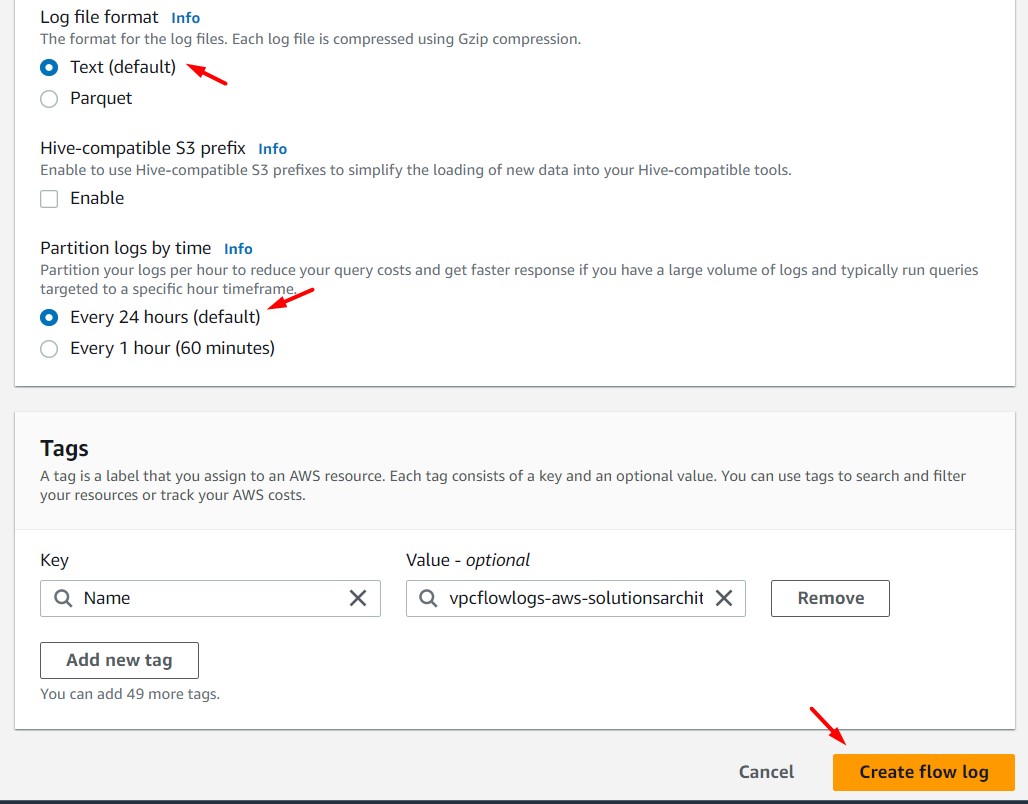 Log file format Info
The format for the log files. Each log file is compressed using Gzip compression.
Text (default)
Parquet
Hive-compatible S3 prefix Info
Enable to use Hive-compatible S3 prefixes to simplify the loading of new data into your Hive-compatible tools.
Enable
Partition logs by time Info
Partition your logs per hour to reduce your query costs and get faster response if you have a large volume of logs and typically run queries
targeted to a specific hour timeframe.
Every 24 hours (default)
Every 1 hour (60 minutes)
Tags
A tag is a label that you assign to an AWS resource. Each tag consists of a key and an optional value. You can use tags to search and filter
your resources or track your AWS costs.
Key Value - optional
Name vpcflowlogs-aws-solutionsarchit Remove
Add new tag
You can add 49 more tags.
Cancel Create flow log